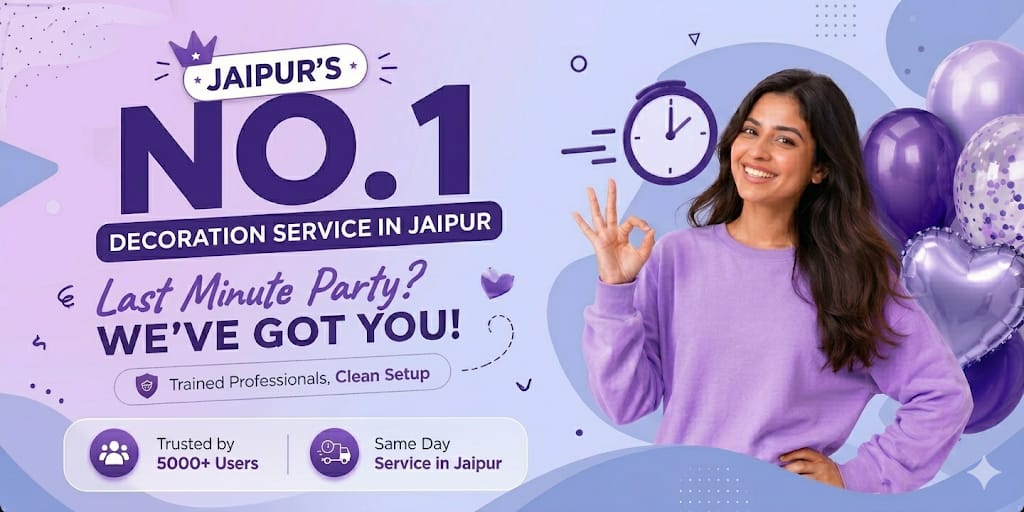 JAIPUR'S
NO.1
DECORATION SERVICE IN JAIPUR
Last Minute Party?
WE'VE GOT YOU!
Trained Professionals, Clean Setup
Trusted by
5000+ Users
Same Day
Service in Jaipur